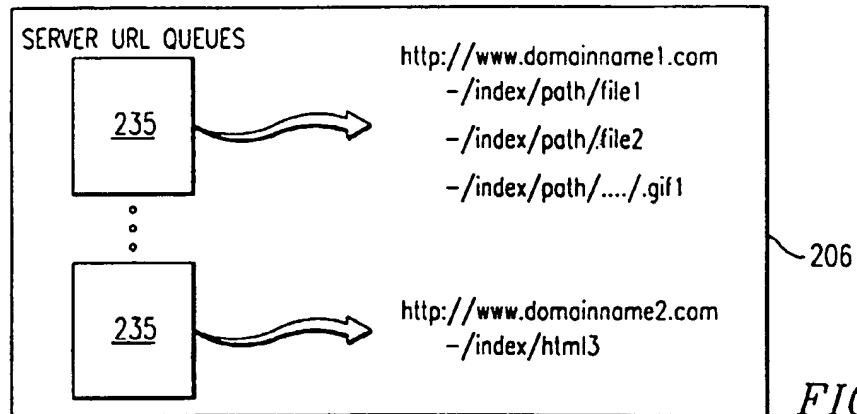 SERVER URL QUEUES
235
http://www.domainname1.com
-/index/path/file1
-/index/path/file2
-/index/path/..../.gif1
235
http://www.domainname2.com
-/index/html3
206